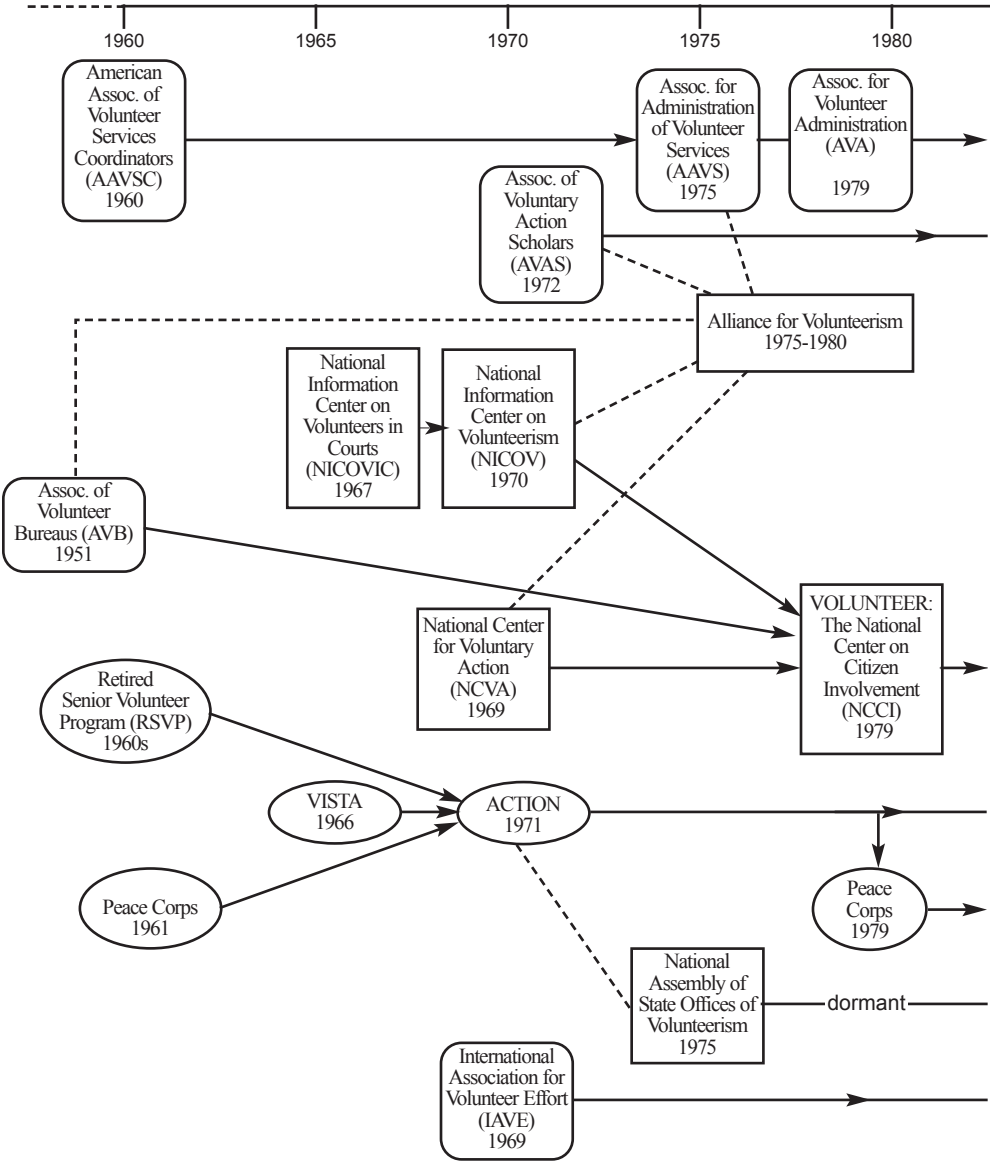 1960
1965
1970
1975
1980
American
Assoc. of
Volunteer
Services
Coordinators
(AAVSC)
1960
Assoc. for
Administration
of Volunteer
Services
(AAVS)
1975
Assoc. for
Volunteer
Administration
(AVA)
1979
Assoc. of
Voluntary
Action
Scholars
(AVAS)
1972
Alliance for Volunteerism
1975-1980
National
Information
Center on
Volunteers in
Courts
(NICOVIC)
1967
National
Information
Center on
Volunteerism
(NICOV)
1970
Assoc. of
Volunteer
Bureaus (AVB)
1951
National Center
for Voluntary
Action
(NCVA)
1969
VOLUNTEER:
The National
Center on
Citizen
Involvement
(NCCI)
1979
Retired
Senior Volunteer
Program (RSVP)
1960s
VISTA
1966
ACTION
1971
Peace Corps
1961
Peace
Corps
1979
National
Assembly of
State Offices of
Volunteerism
1975
dormant
International
Association for
Volunteer Effort
(IAVE)
1969